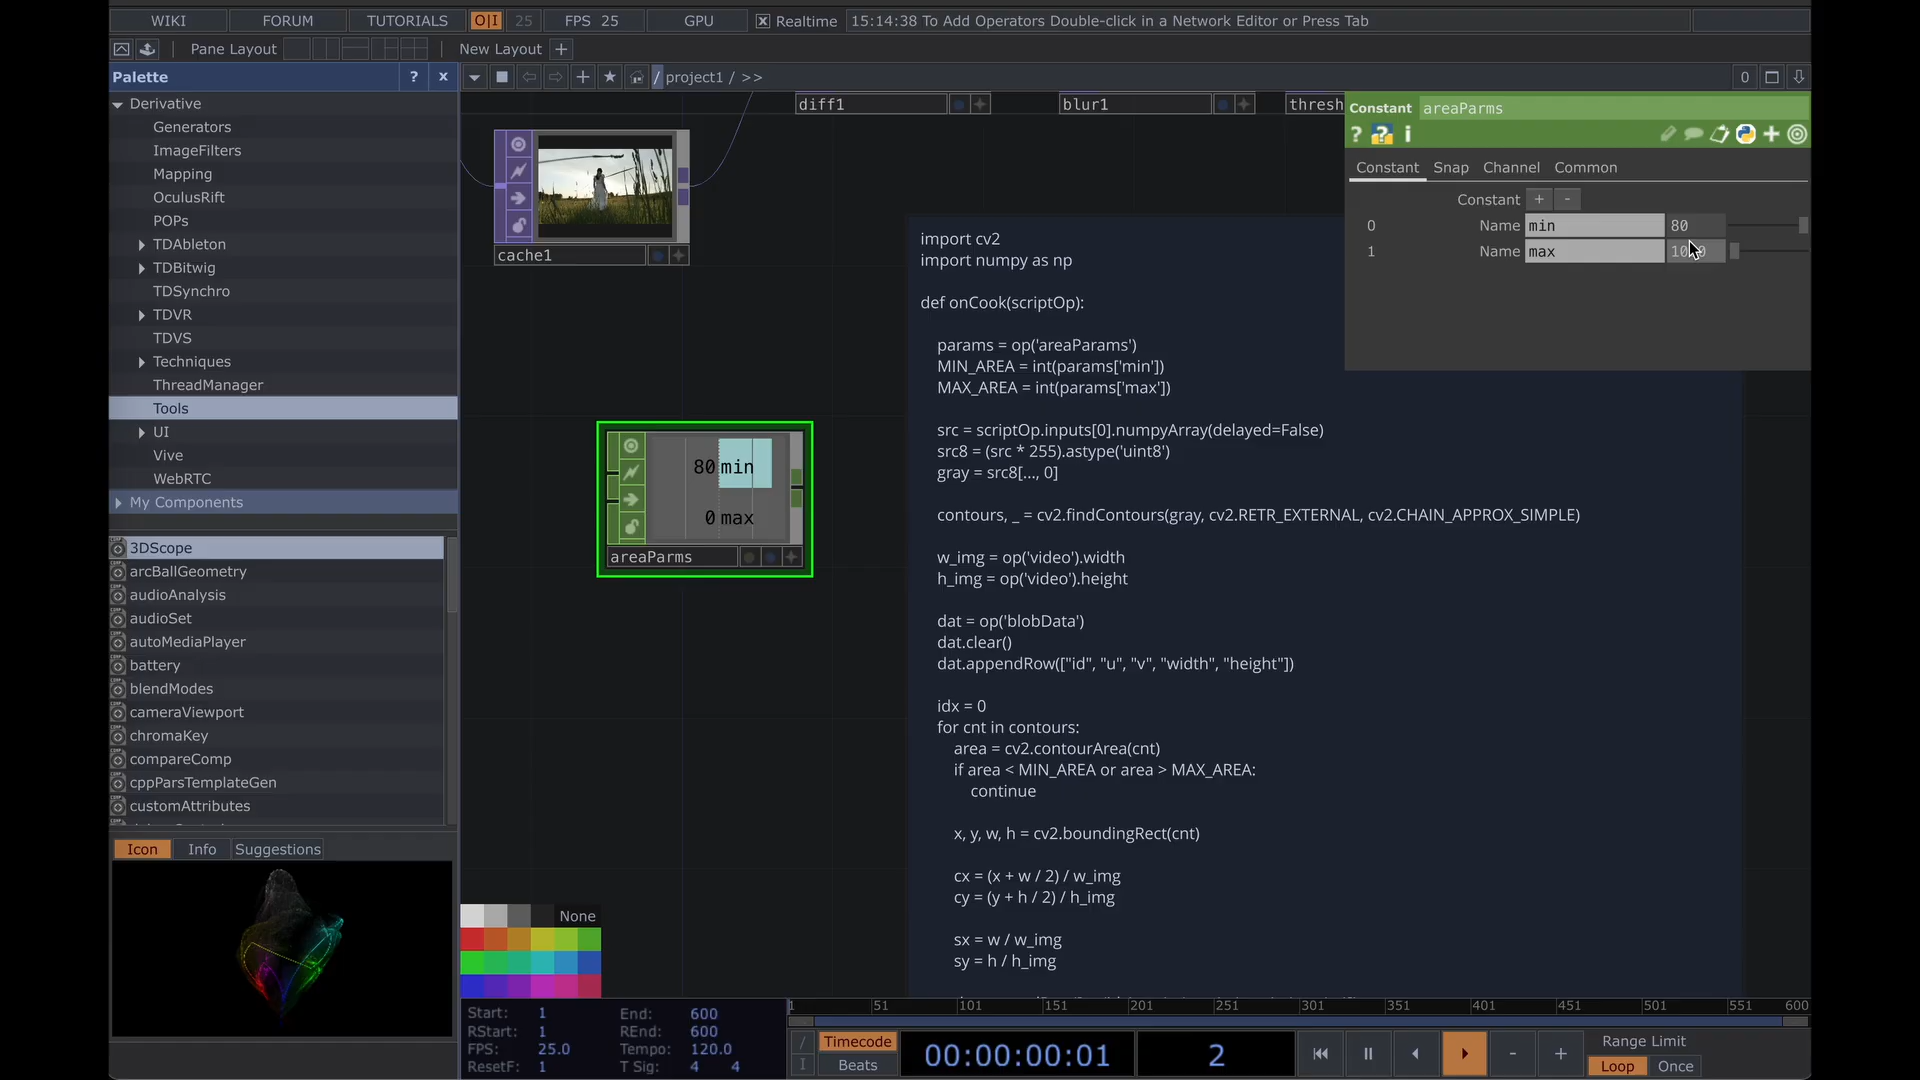 WIKI FORUM TUTORIALS O|I 25 FPS 25 GPU Realtime 15:14:38 To Add Operators Double-click in a Network Editor or Press Tab
Pane Layout New Layout +
Palette ? x
/ project1 / >> 0
Derivative
Generators
ImageFilters
Mapping
OculusRift
POPs
TDAbleton
TDBitwig
TDSynchro
TDVR
TDVS
Techniques
ThreadManager
Tools
UI
Vive
WebRTC
My Components
3DScope
arcBallGeometry
audioAnalysis
audioSet
autoMediaPlayer
battery
blendModes
cameraViewport
chromaKey
compareComp
cppParsTemplateGen
customAttributes
Icon Info Suggestions
diff1 blur1 thresh
cache1
80 min
0 max
areaParms
None
import cv2
import numpy as np
def onCook(scriptOp):
params = op('areaParams')
MIN_AREA = int(params['min'])
MAX_AREA = int(params['max'])
src = scriptOp.inputs[0].numpyArray(delayed=False)
src8 = (src * 255).astype('uint8')
gray = src8[..., 0]
contours, _ = cv2.findContours(gray, cv2.RETR_EXTERNAL, cv2.CHAIN_APPROX_SIMPLE)
w_img = op('video').width
h_img = op('video').height
dat = op('blobData')
dat.clear()
dat.appendRow(["id", "u", "v", "width", "height"])
idx = 0
for cnt in contours:
area = cv2.contourArea(cnt)
if area < MIN_AREA or area > MAX_AREA:
continue
x, y, w, h = cv2.boundingRect(cnt)
cx = (x + w / 2) / w_img
cy = (y + h / 2) / h_img
sx = w / w_img
sy = h / h_img
Constant areaParms
? ? i
Constant Snap Channel Common
Constant + -
0 Name min 80
1 Name max
Start: 1 End: 600
RStart: 1 REnd: 600
FPS: 25.0 Tempo: 120.0
ResetF: 1 T Sig: 4 4
1 51 101 151 201 251 301 351 401 451 501 551 600
/ Timecode 00:00:00:01 2 - + Range Limit
I Beats Loop Once